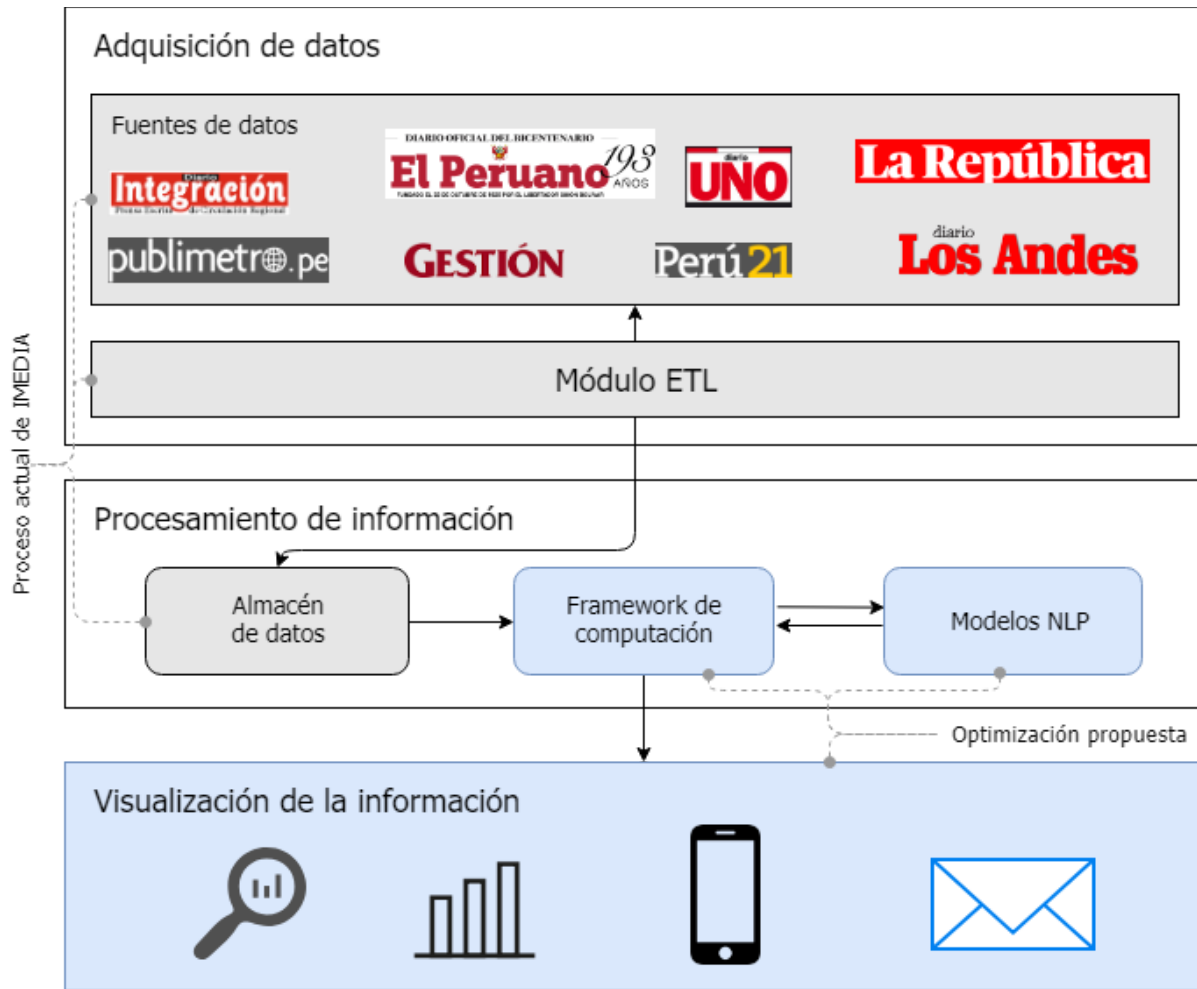 Adquisición de datos
Fuentes de datos
Diario
Integración
DIARIO OFICIAL DEL BICENTENARIO
El Peruano
193
AÑOS
diario
UNO
La República
publimetro.pe
GESTIÓN
Perú21
diario
Los Andes
Módulo ETL
Proceso actual de IMEDIA
Procesamiento de información
Almacén
de datos
Framework de
computación
Modelos NLP
Optimización propuesta
Visualización de la información